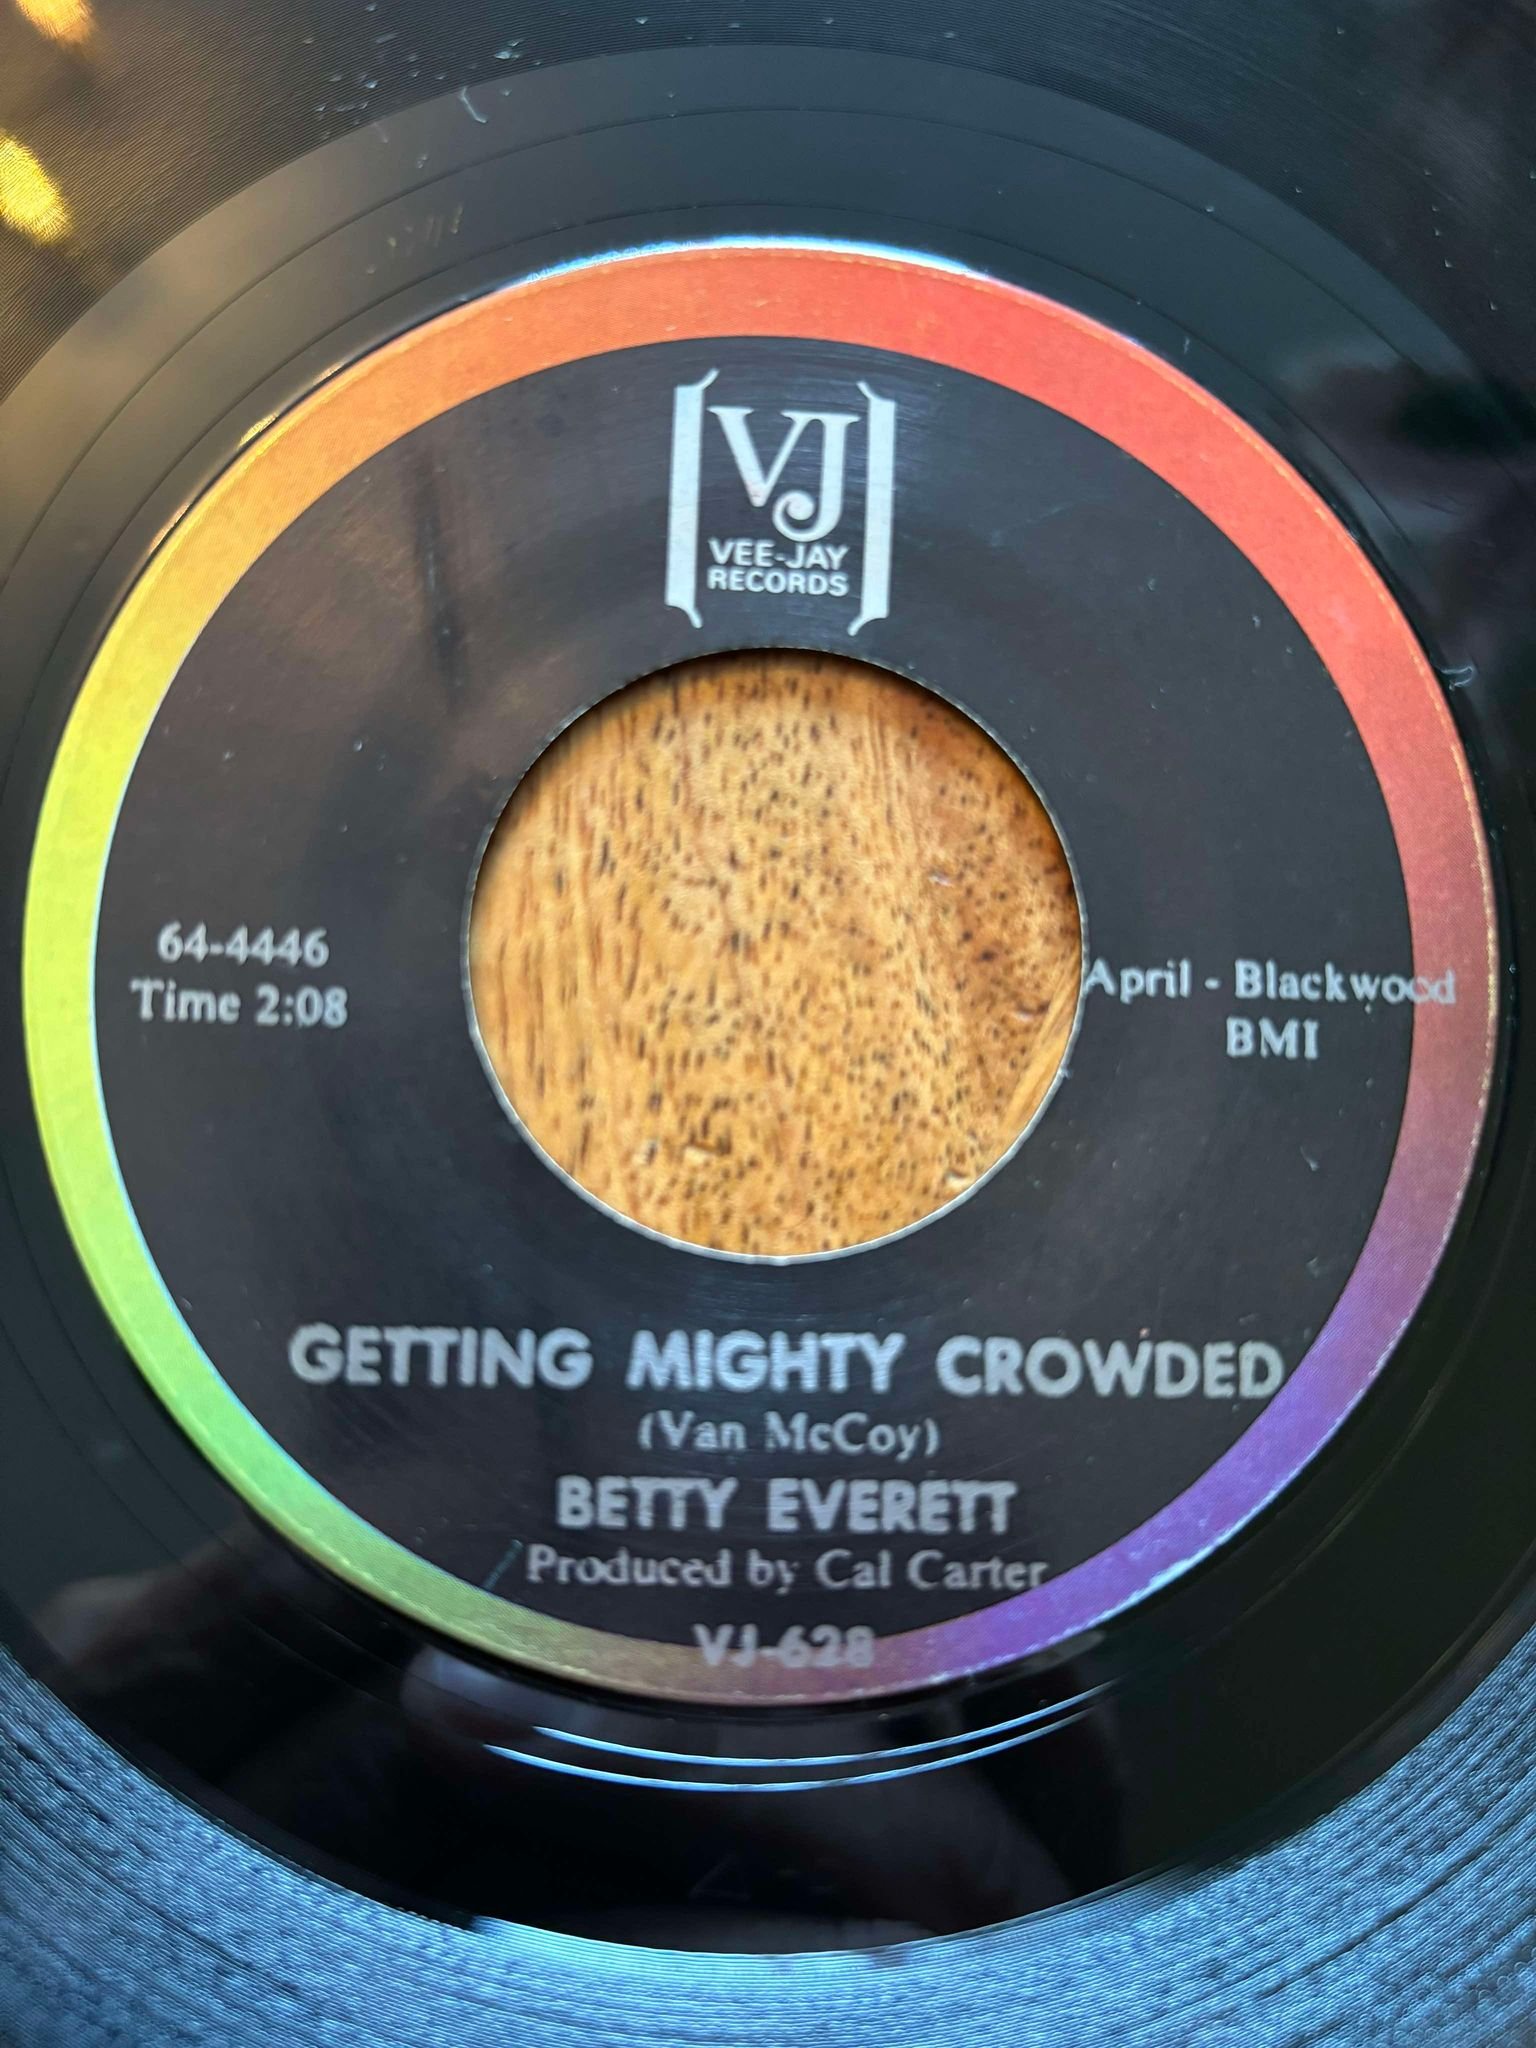 VJ
VEE-JAY
RECORDS
64-4446
Time 2:08
April - Blackwood
BMI
GETTING MIGHTY CROWDED
(Van McCoy)
BETTY EVERETT
Produced by Cal Carter
VJ-628